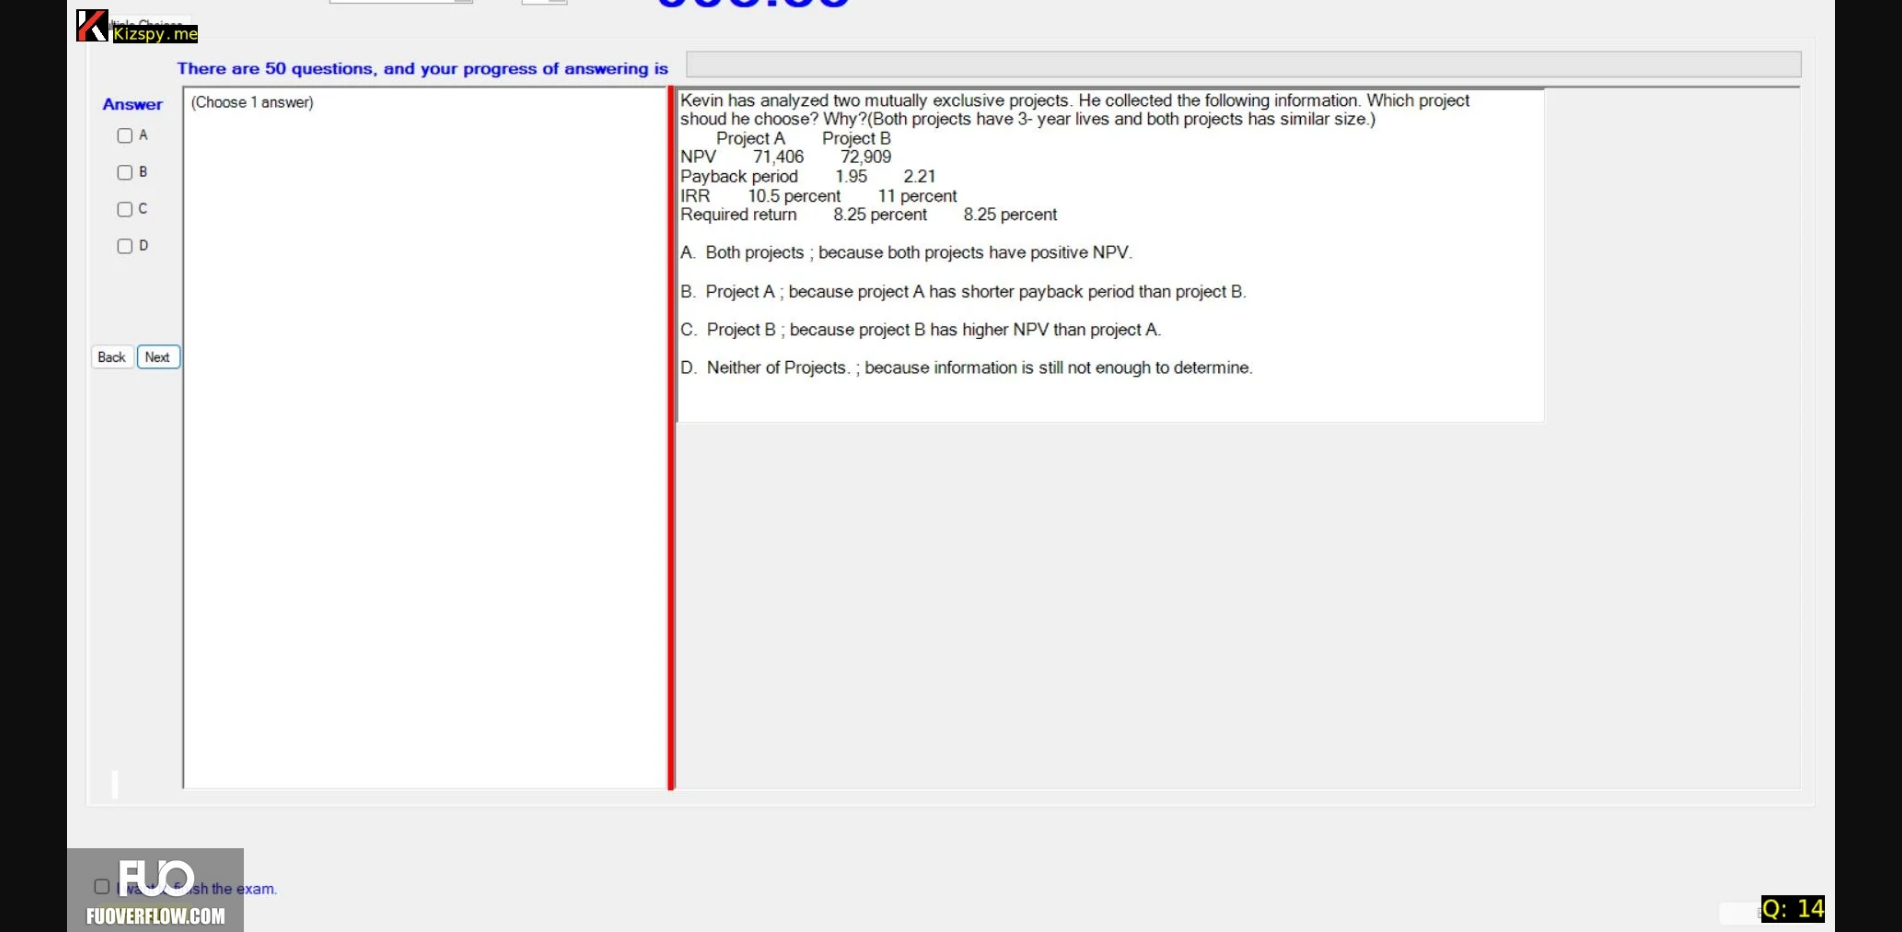 Kizspy.me
There are 50 questions, and your progress of answering is
Answer
(Choose 1 answer)
A
B
C
D
Back Next
Kevin has analyzed two mutually exclusive projects. He collected the following information. Which project
shoud he choose? Why?(Both projects have 3- year lives and both projects has similar size.)
Project A Project B
NPV 71,406 72,909
Payback period 1.95 2.21
IRR 10.5 percent 11 percent
Required return 8.25 percent 8.25 percent
A. Both projects ; because both projects have positive NPV.
B. Project A ; because project A has shorter payback period than project B.
C. Project B ; because project B has higher NPV than project A.
D. Neither of Projects. ; because information is still not enough to determine.
FUO
the exam.
FUOVERFLOW.COM
Q: 14